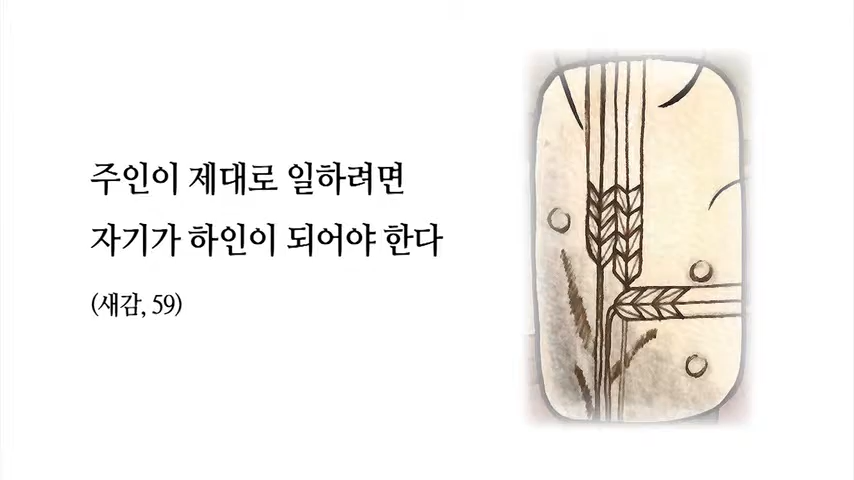 주인이 제대로 일하려면
자기가 하인이 되어야 한다
(새감, 59)